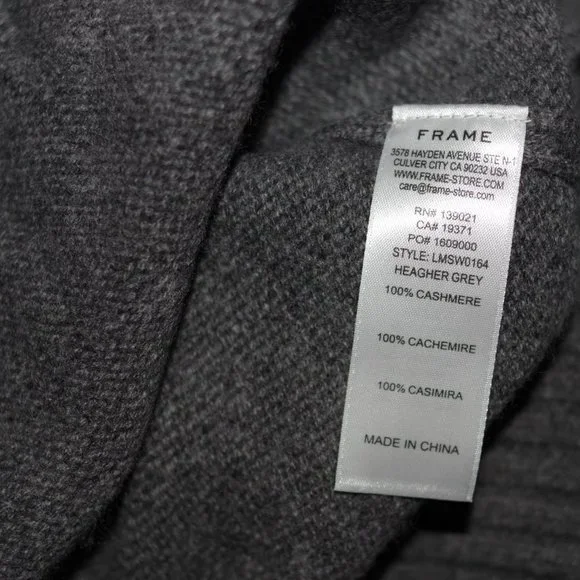 FRAME
3578 HAYDEN AVENUE STE N-1
CULVER CITY CA 90232 USA
WWW.FRAME-STORE.COM
care@frame-store.com
RN# 139021
CA# 19371
PO# 1609000
STYLE: LMSW0164
HEAGHER GREY
100% CASHMERE
100% CACHEMIRE
100% CASIMIRA
MADE IN CHINA